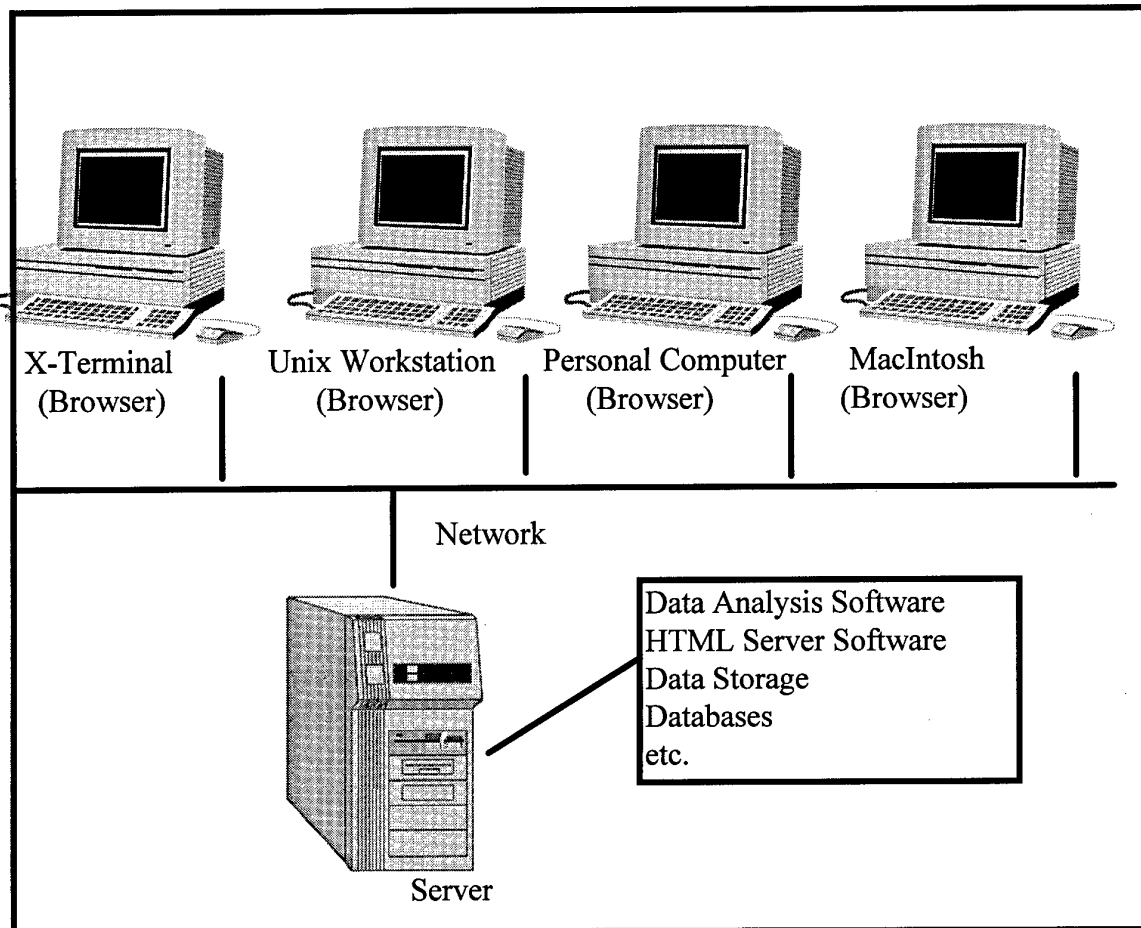 X-Terminal
(Browser)
Unix Workstation
(Browser)
Personal Computer
(Browser)
MacIntosh
(Browser)
Network
Data Analysis Software
HTML Server Software
Data Storage
Databases
etc.
Server